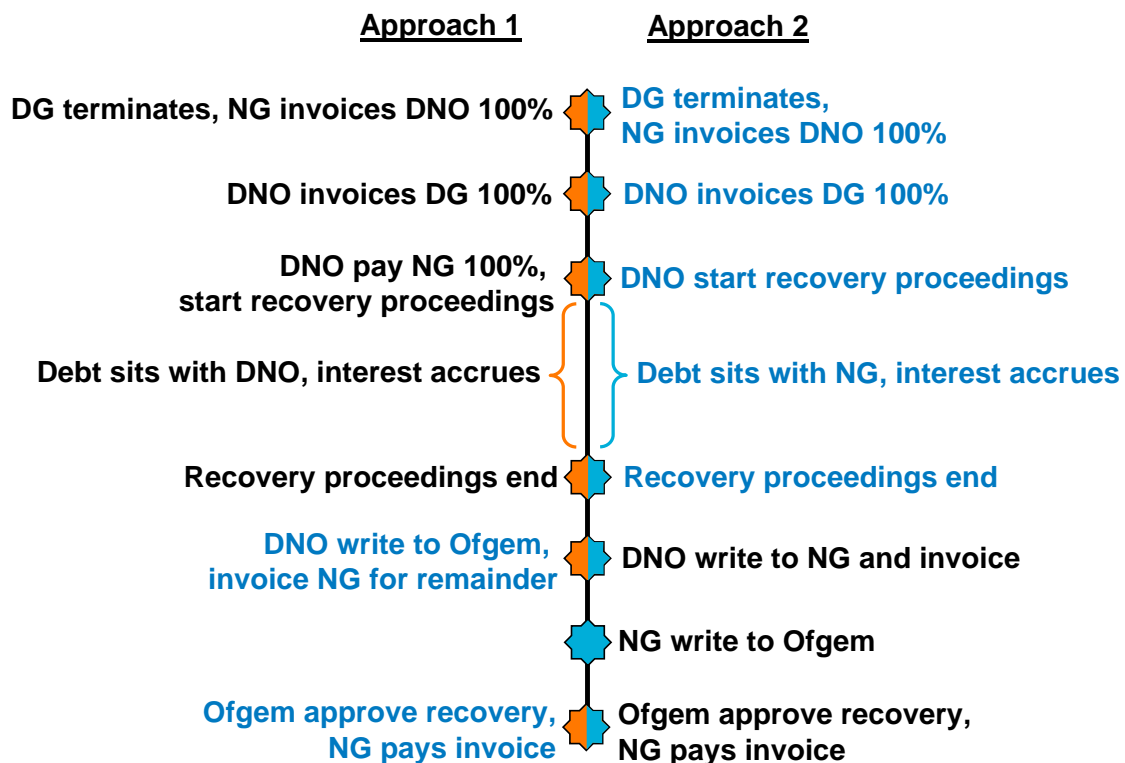 Approach 1
Approach 2
DG terminates, NG invoices DNO 100%
DG terminates,
NG invoices DNO 100%
DNO invoices DG 100%
DNO invoices DG 100%
DNO pay NG 100%,
start recovery proceedings
DNO start recovery proceedings
Debt sits with DNO, interest accrues
Debt sits with NG, interest accrues
Recovery proceedings end
Recovery proceedings end
DNO write to Ofgem,
invoice NG for remainder
DNO write to NG and invoice
NG write to Ofgem
Ofgem approve recovery,
NG pays invoice
Ofgem approve recovery,
NG pays invoice